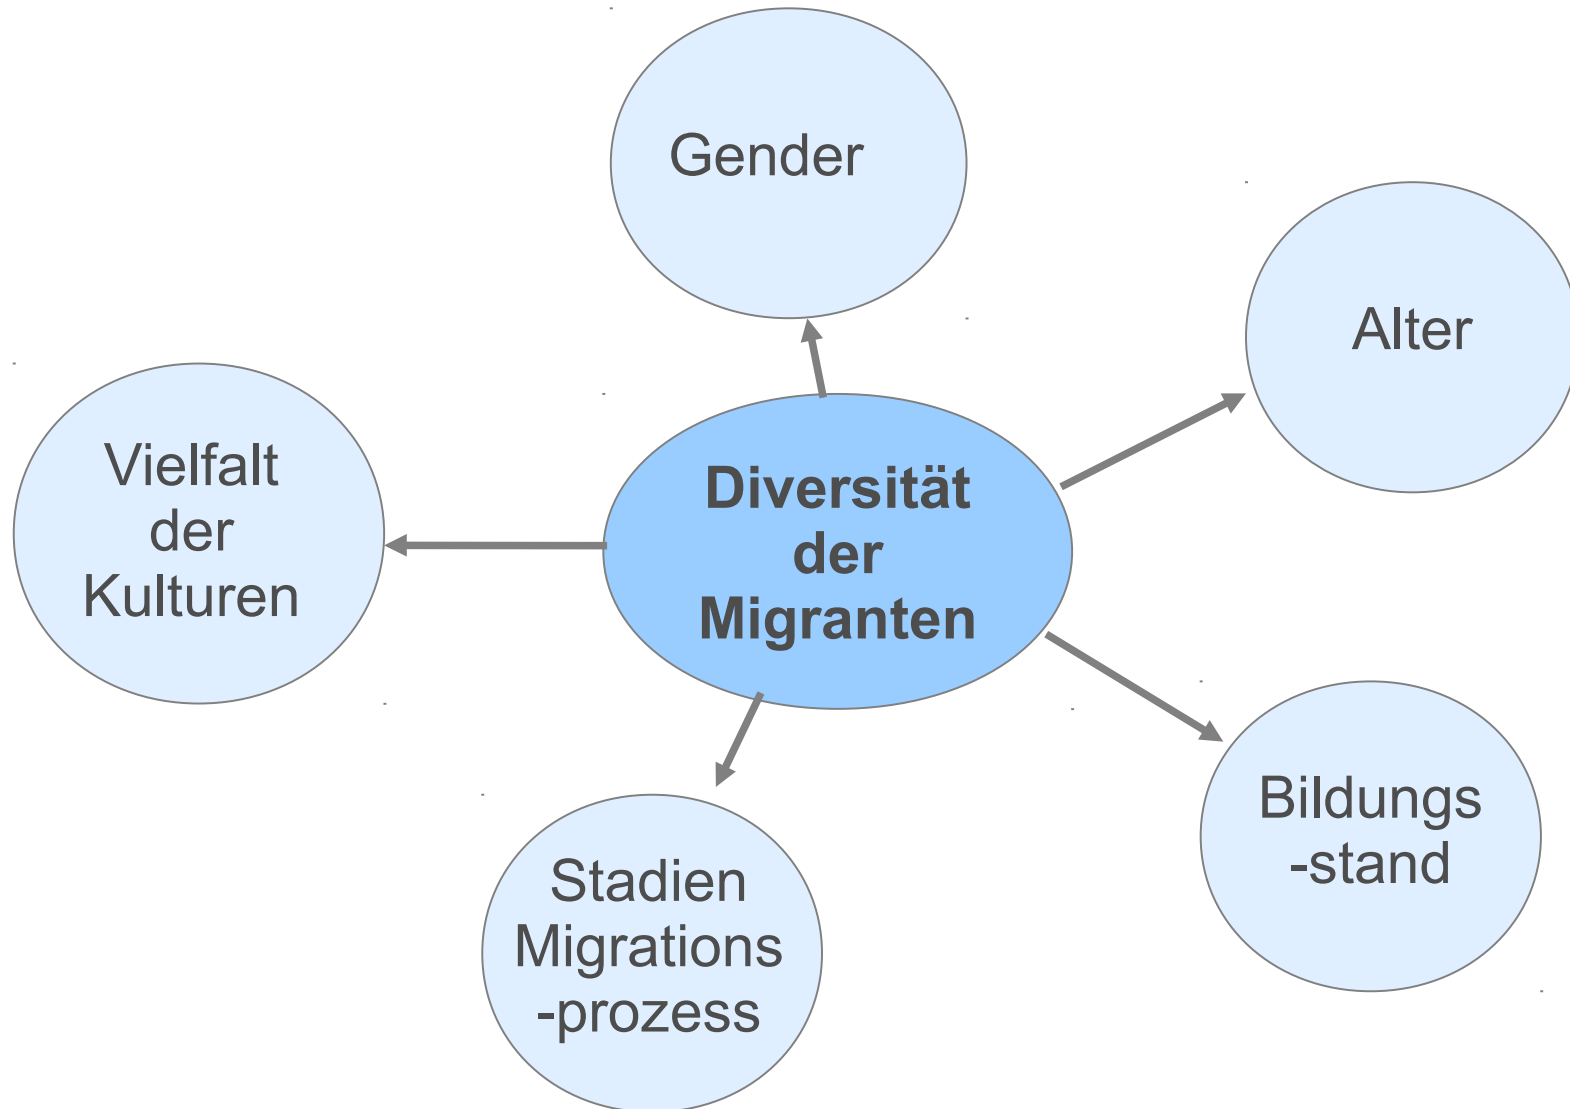 Gender
Alter
Vielfalt
der
Kulturen
Diversität
der
Migranten
Bildungs
-stand
Stadien
Migrations
-prozess